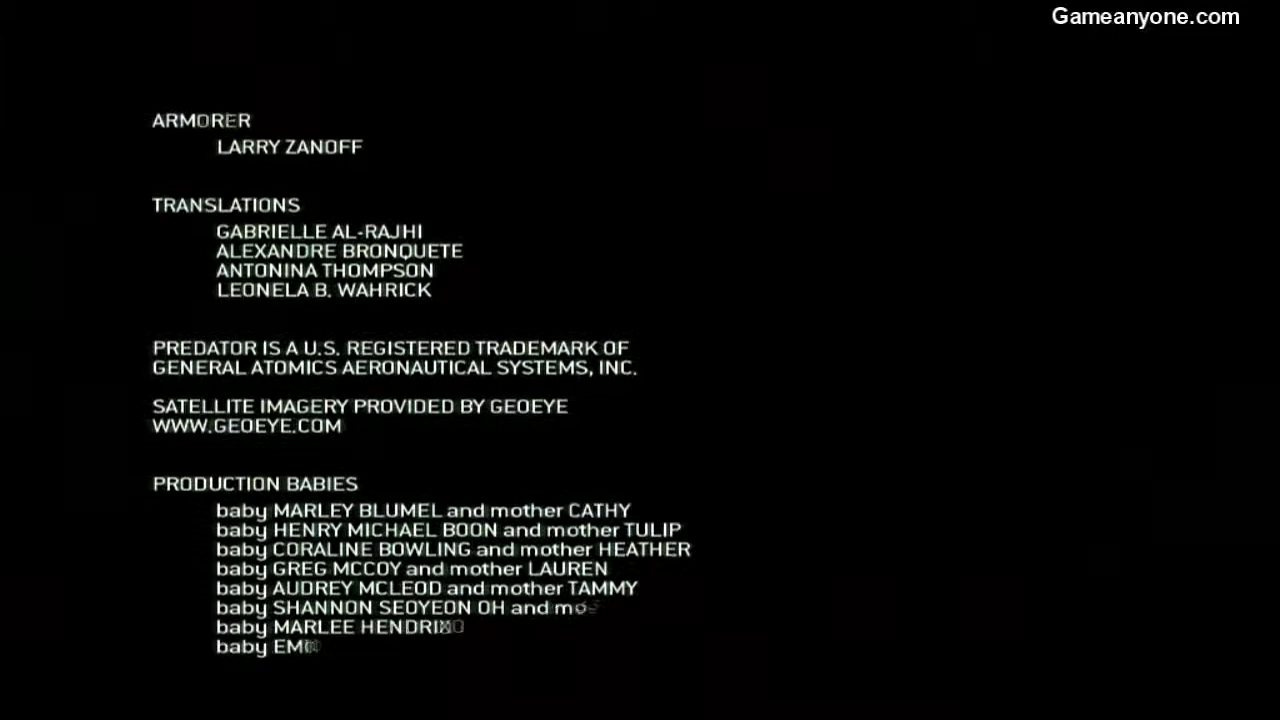 Gameanyone.com
ARMORER
LARRY ZANOFF
TRANSLATIONS
GABRIELLE AL-RAJHI
ALEXANDRE BRONQUETE
ANTONINA THOMPSON
LEONELA B. WAHRICK
PREDATOR IS A U.S. REGISTERED TRADEMARK OF
GENERAL ATOMICS AERONAUTICAL SYSTEMS, INC.
SATELLITE IMAGERY PROVIDED BY GEOEYE
WWW.GEOEYE.COM
PRODUCTION BABIES
baby MARLEY BLUMEL and mother CATHY
baby HENRY MICHAEL BOON and mother TULIP
baby CORALINE BOWLING and mother HEATHER
baby GREG MCCOY and mother LAUREN
baby AUDREY MCLEOD and mother TAMMY
baby SHANNON SEOYEON OH and
baby MARLEE
baby